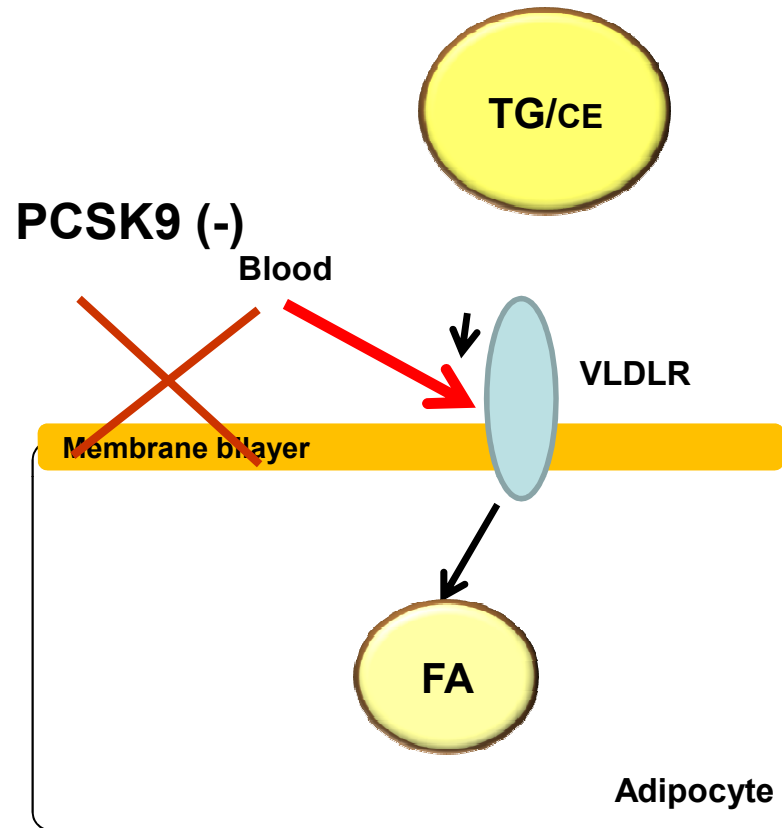 TG/CE
PCSK9 (-)
Blood
VLDLR
Membrane bilayer
FA
Adipocyte